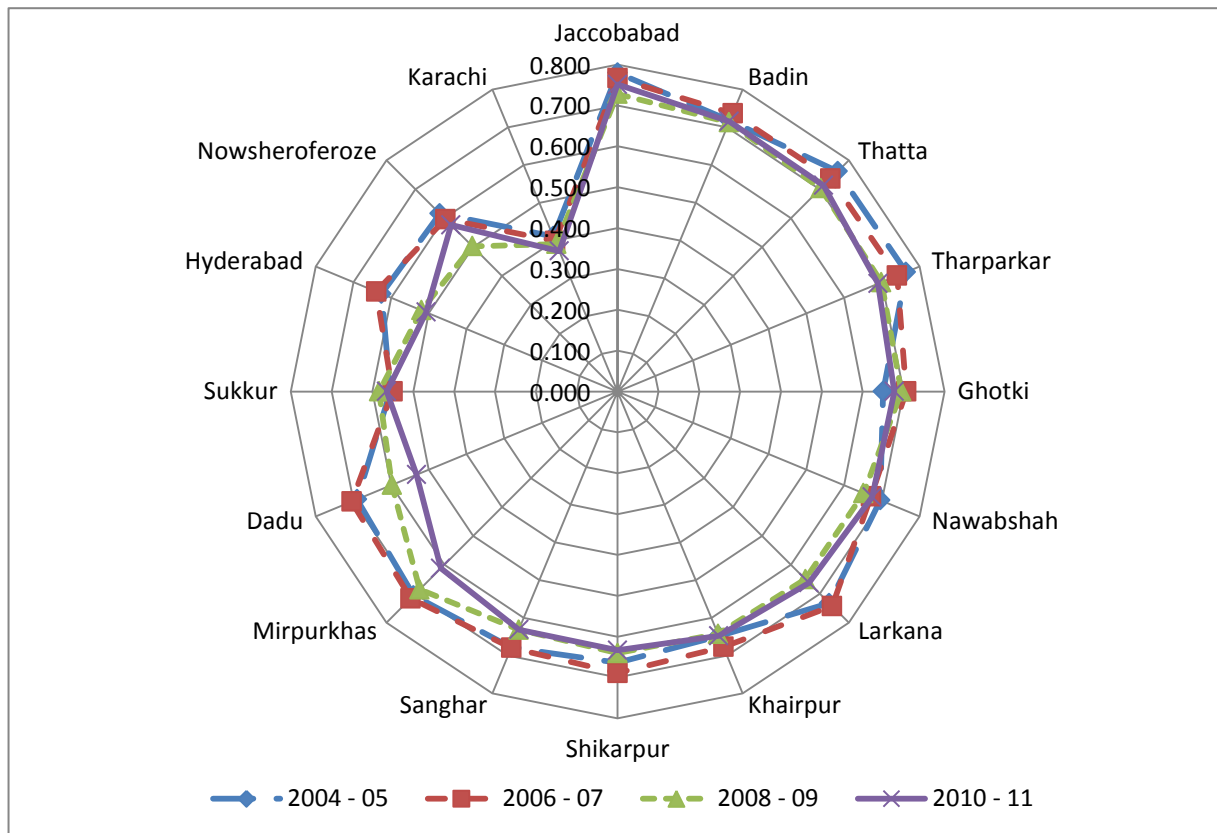 Jaccobabad
0.800
Karachi
Badin
0.700
Nowsheroferoze
0.600
Thatta
0.500
0.400
Hyderabad
0.300
Tharparkar
0.200
0.100
Sukkur
0.000
Ghotki
Dadu
Nawabshah
Mirpurkhas
Larkana
Sanghar
Khairpur
Shikarpur
2004 - 05 2006 - 07 2008 - 09 2010 - 11